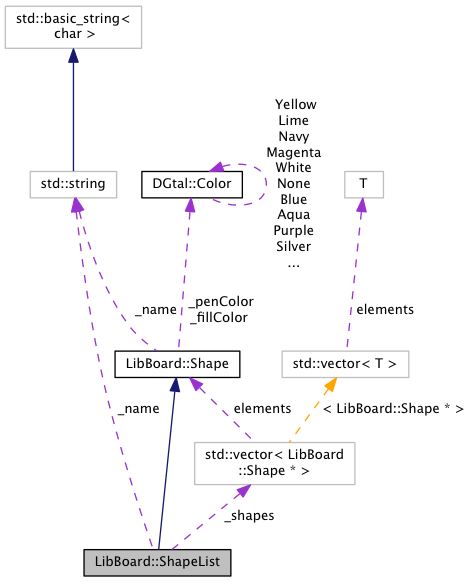 std::basic_string<
char >
Yellow
Lime
Navy
Magenta
White
None
Blue
Aqua
Purple
Silver
...
std::string
DGtal::Color
T
_name
_penColor
_fillColor
elements
LibBoard::Shape
std::vector< T >
_name
elements
< LibBoard::Shape * >
std::vector< LibBoard
::Shape * >
_shapes
LibBoard::ShapeList